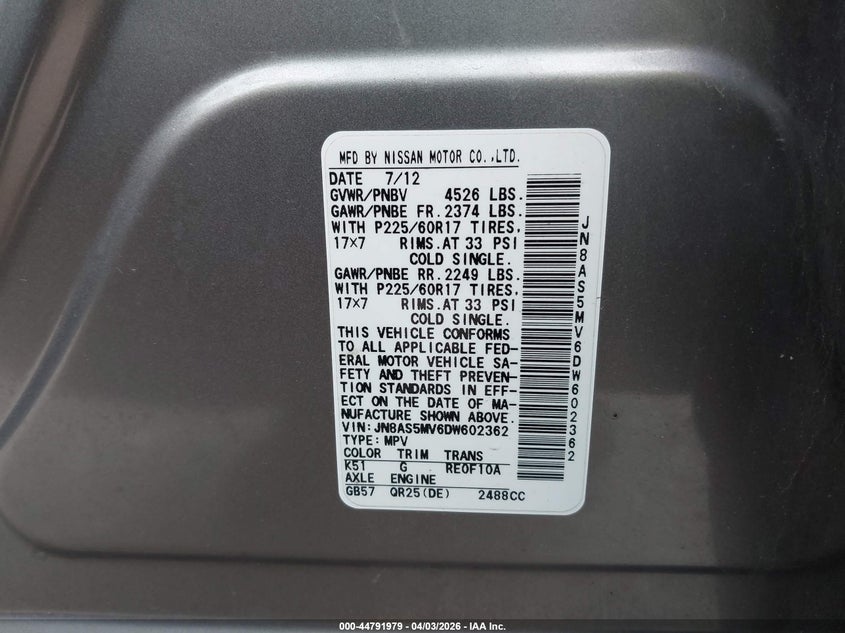 MFD BY NISSAN MOTOR CO.,LTD.
DATE 7/12
GVWR/PNBV 4526 LBS.
GAWR/PNBE FR.2374 LBS.
WITH P225/60R17 TIRES.
17×7 RIMS.AT 33 PSI
COLD SINGLE.
GAWR/PNBE RR.2249 LBS.
WITH P225/60R17 TIRES.
17×7 RIMS.AT 33 PSI
COLD SINGLE.
THIS VEHICLE CONFORMS
TO ALL APPLICABLE FED-
ERAL MOTOR VEHICLE SA-
FETY AND THEFT PREVEN-
TION STANDARDS IN EFF-
ECT ON THE DATE OF MA-
NUFACTURE SHOWN ABOVE.
VIN:JN8AS5MV6DW602362
TYPE:MPV
COLOR TRIM TRANS
K51 G RE0F10A
AXLE ENGINE
GB57 QR25(DE) 2488CC
JN8AS5MV6DW602362
000-44791979 | 04/03/2026 - IAA Inc.